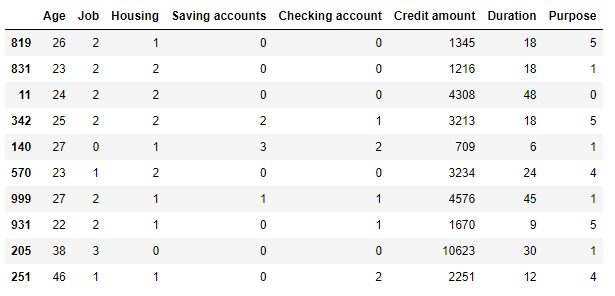 Age Job Housing Saving accounts Checking account Credit amount Duration Purpose
819 26 2 1 0 0 1345 18 5
831 23 2 2 0 0 1216 18 1
11 24 2 2 0 0 4308 48 0
342 25 2 2 2 1 3213 18 5
140 27 0 1 3 2 709 6 1
570 23 1 2 0 0 3234 24 4
999 27 2 1 1 1 4576 45 1
931 22 2 1 0 1 1670 9 5
205 38 3 0 0 0 10623 30 1
251 46 1 1 0 2 2251 12 4